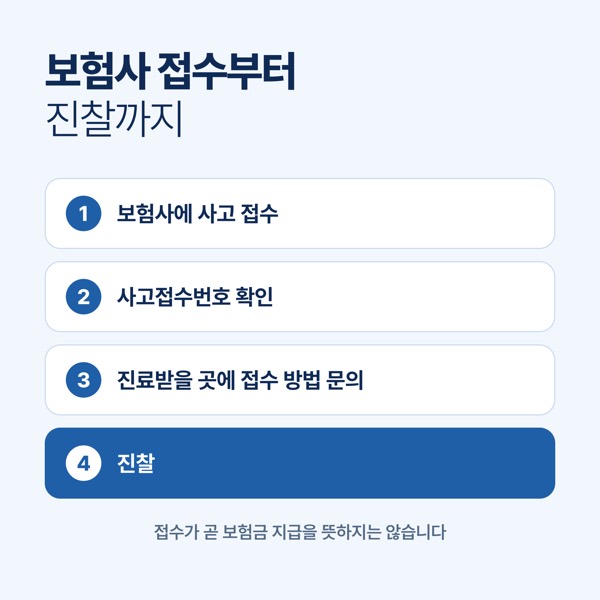 보험사 접수부터
진찰까지
1 보험사에 사고 접수
2 사고접수번호 확인
3 진료받을 곳에 접수 방법 문의
4 진찰
접수가 곧 보험금 지급을 뜻하지는 않습니다